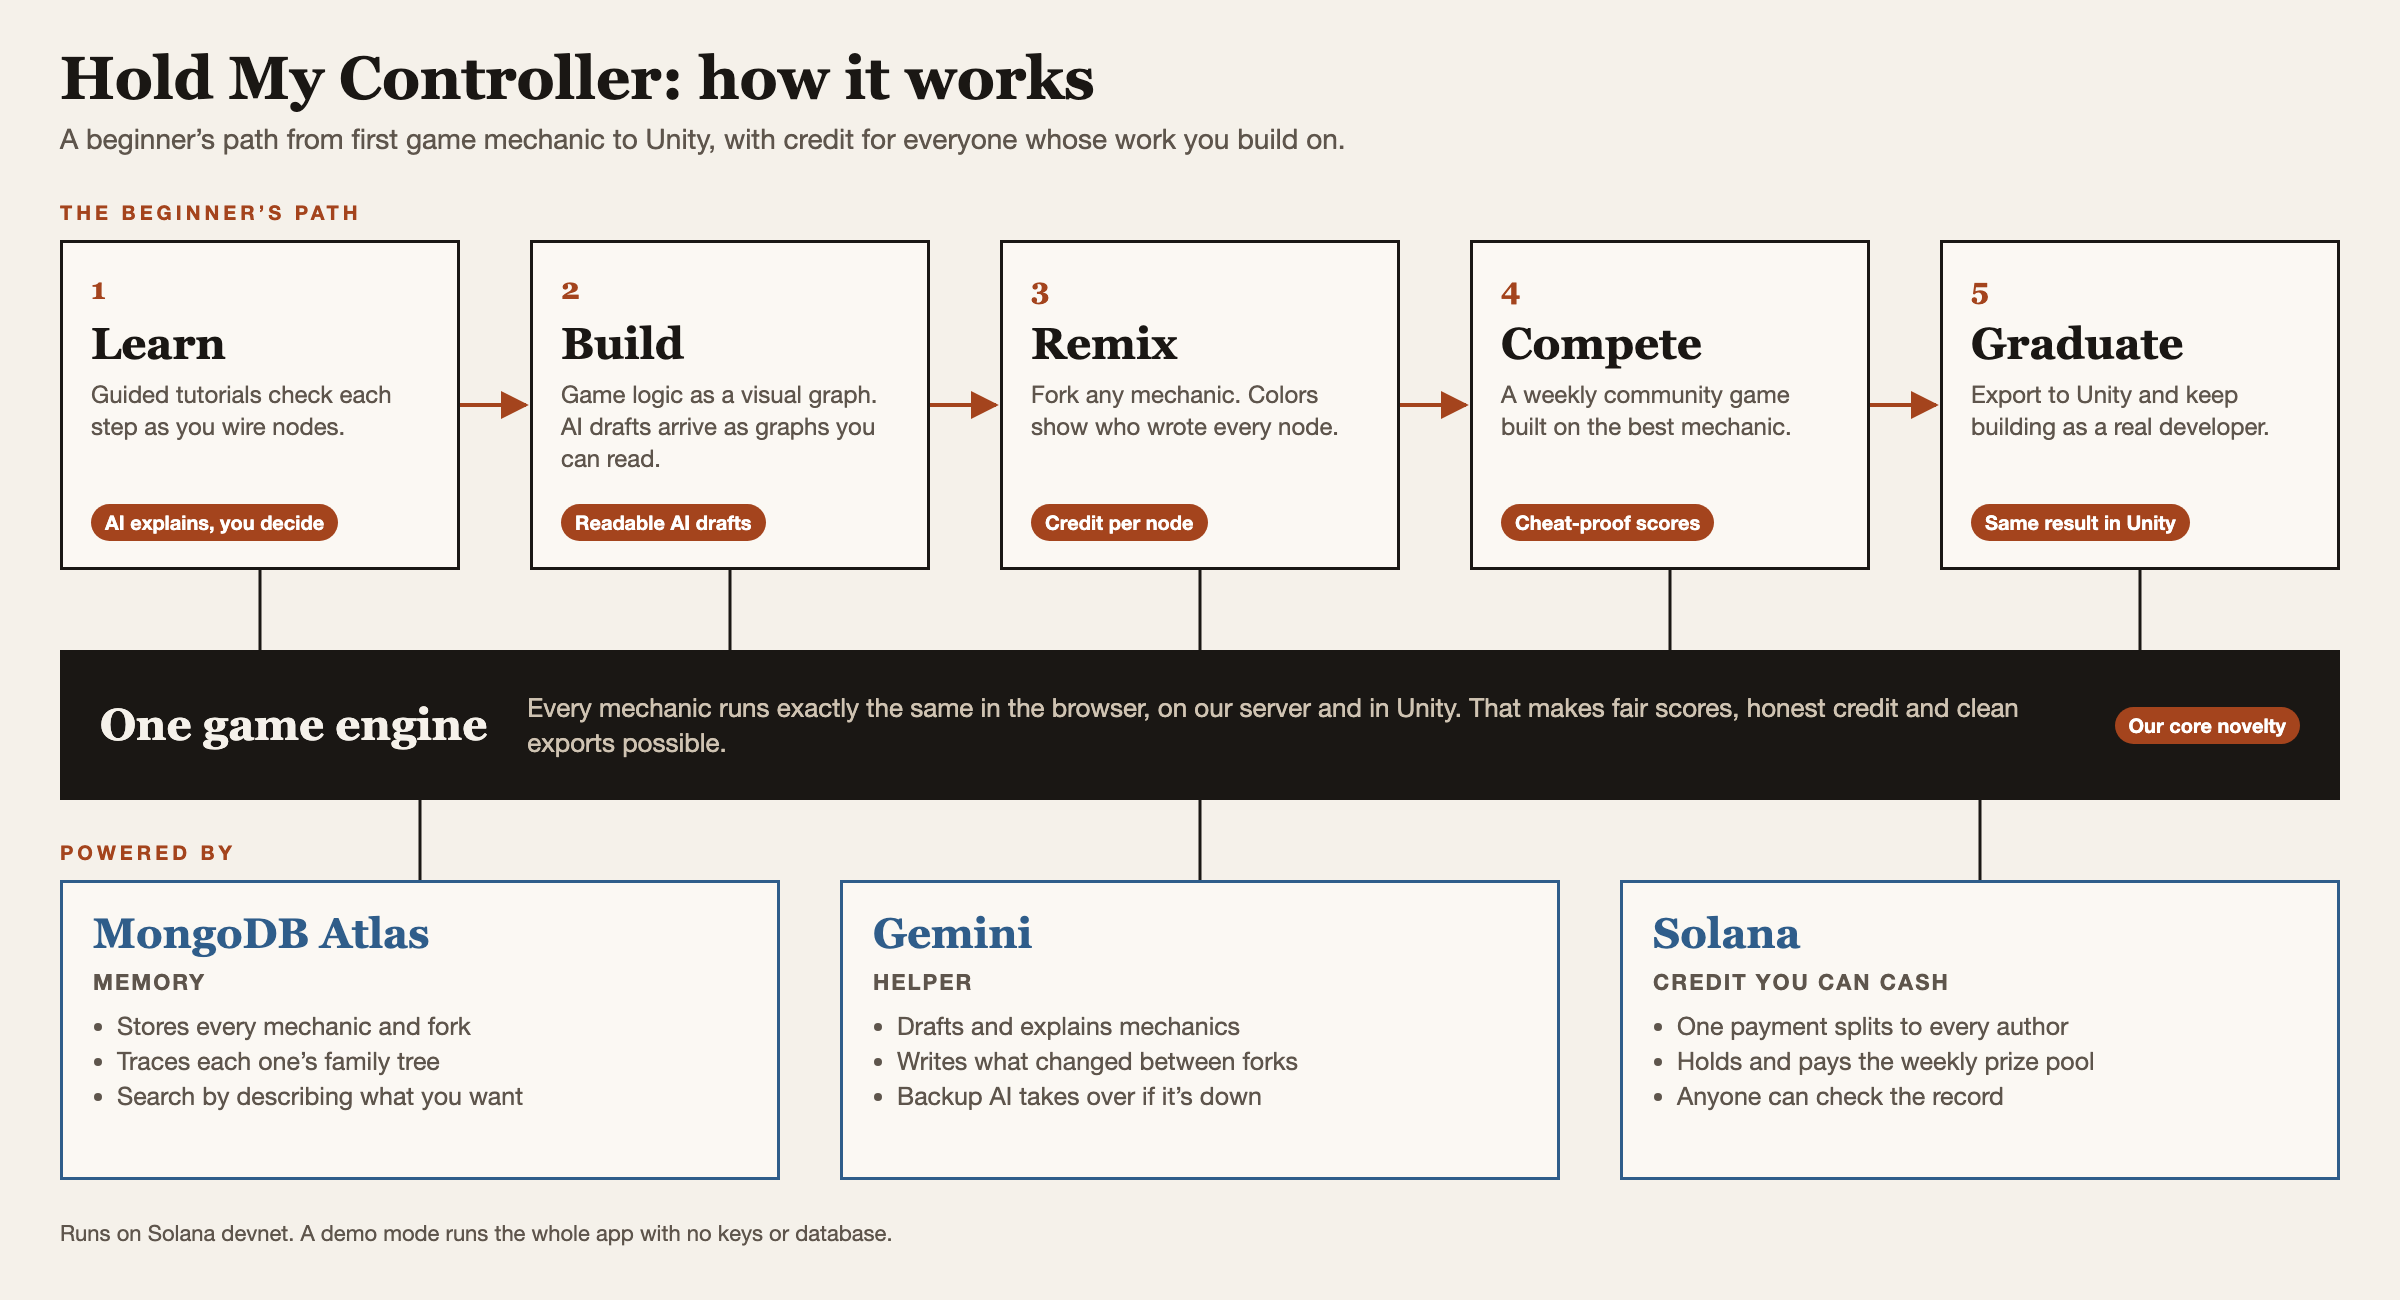 Hold My Controller: how it works
A beginner’s path from first game mechanic to Unity, with credit for everyone whose work you build on.
THE BEGINNER’S PATH
1
Learn
Guided tutorials check each
step as you wire nodes.
AI explains, you decide
2
Build
Game logic as a visual graph.
AI drafts arrive as graphs you
can read.
Readable AI drafts
3
Remix
Fork any mechanic. Colors
show who wrote every node.
Credit per node
4
Compete
A weekly community game
built on the best mechanic.
Cheat-proof scores
5
Graduate
Export to Unity and keep
building as a real developer.
Same result in Unity
One game engine
Every mechanic runs exactly the same in the browser, on our server and in Unity. That makes fair scores, honest credit and clean
exports possible.
Our core novelty
POWERED BY
MongoDB Atlas
MEMORY
• Stores every mechanic and fork
• Traces each one’s family tree
• Search by describing what you want
Gemini
HELPER
• Drafts and explains mechanics
• Writes what changed between forks
• Backup AI takes over if it’s down
Solana
CREDIT YOU CAN CASH
• One payment splits to every author
• Holds and pays the weekly prize pool
• Anyone can check the record
Runs on Solana devnet. A demo mode runs the whole app with no keys or database.